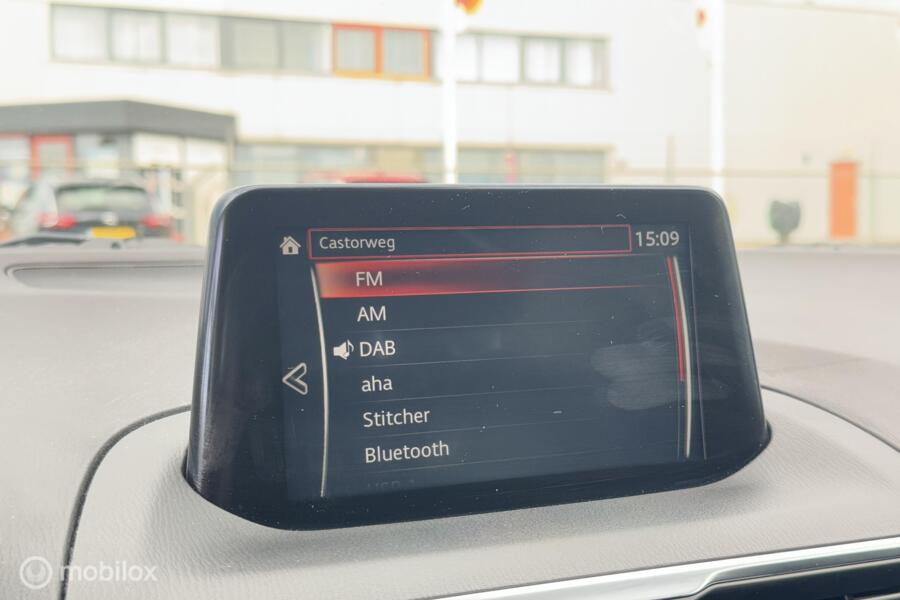 Castorweg 15:09
FM
AM
DAB
aha
Stitcher
Bluetooth
mobilox